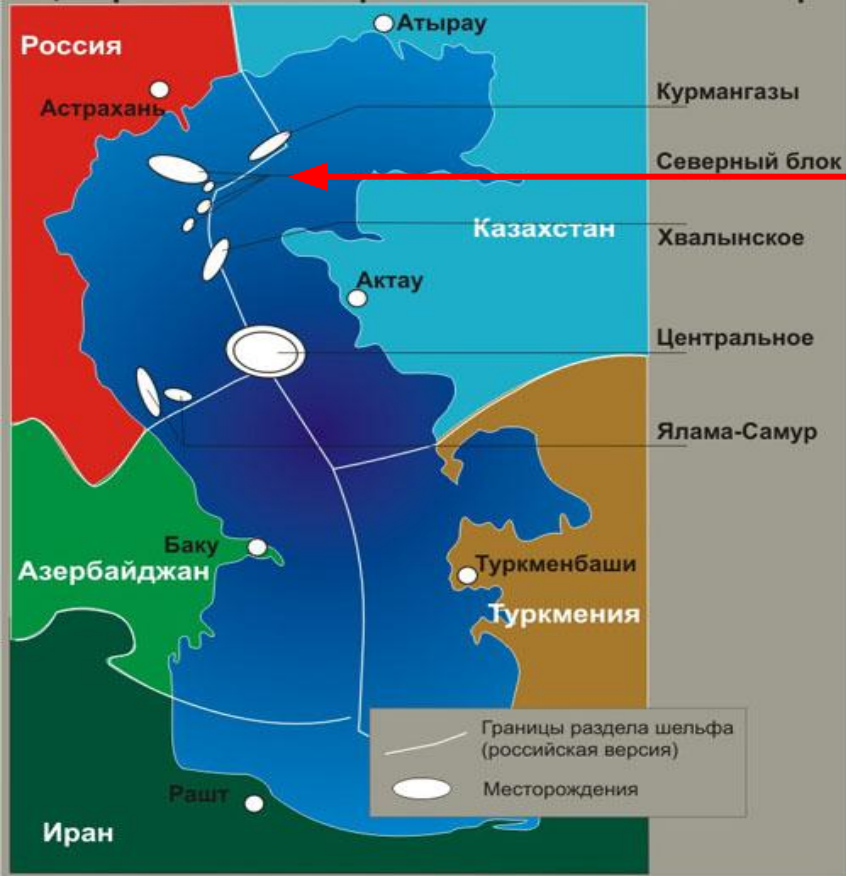 Атырау
Россия
Астрахань
Курмангазы
Северный блок
Казахстан
Хвалынское
Актау
Центральное
Ялама-Самур
Баку
Азербайджан
Туркменбаши
Туркмения
Границы раздела шельфа
(российская версия)
Месторождения
Рашт
Иран